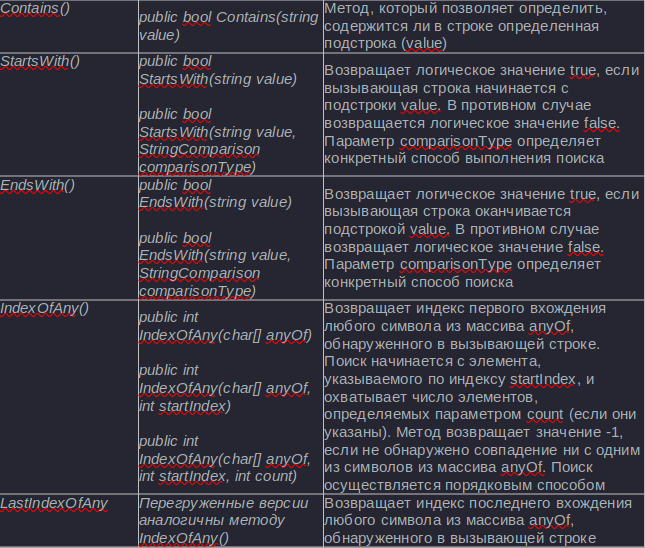 Contains()
public bool Contains(string
value)
Метод, который позволяет определить,
содержится ли в строке определенная
подстрока (value)
StartsWith()
public bool
StartsWith(string value)
public bool
StartsWith(string value,
StringComparison
comparisonType)
Возвращает логическое значение true, если
вызывающая строка начинается с
подстроки value. В противном случае
возвращается логическое значение false.
Параметр comparisonType определяет
конкретный способ выполнения поиска
EndsWith()
public bool
EndsWith(string value)
public bool
EndsWith(string value,
StringComparison
comparisonType)
Возвращает логическое значение true, если
вызывающая строка оканчивается
подстрокой value. В противном случае
возвращает логическое значение false.
Параметр comparisonType определяет
конкретный способ поиска
IndexOfAny()
public int
IndexOfAny(char[] anyOf)
public int
IndexOfAny(char[] anyOf,
int startIndex)
public int
IndexOfAny(char[] anyOf,
int startIndex, int count)
Возвращает индекс первого вхождения
любого символа из массива anyOf,
обнаруженного в вызывающей строке.
Поиск начинается с элемента,
указываемого по индексу startIndex, и
охватывает число элементов,
определяемых параметром count (если они
указаны). Метод возвращает значение -1,
если не обнаружено совпадение ни с одним
из символов из массива anyOf. Поиск
осуществляется порядковым способом
LastIndexOfAny
Перегруженные версии
аналогичны методу
IndexOfAny()
Возвращает индекс последнего вхождения
любого символа из массива anyOf,
обнаруженного в вызывающей строке